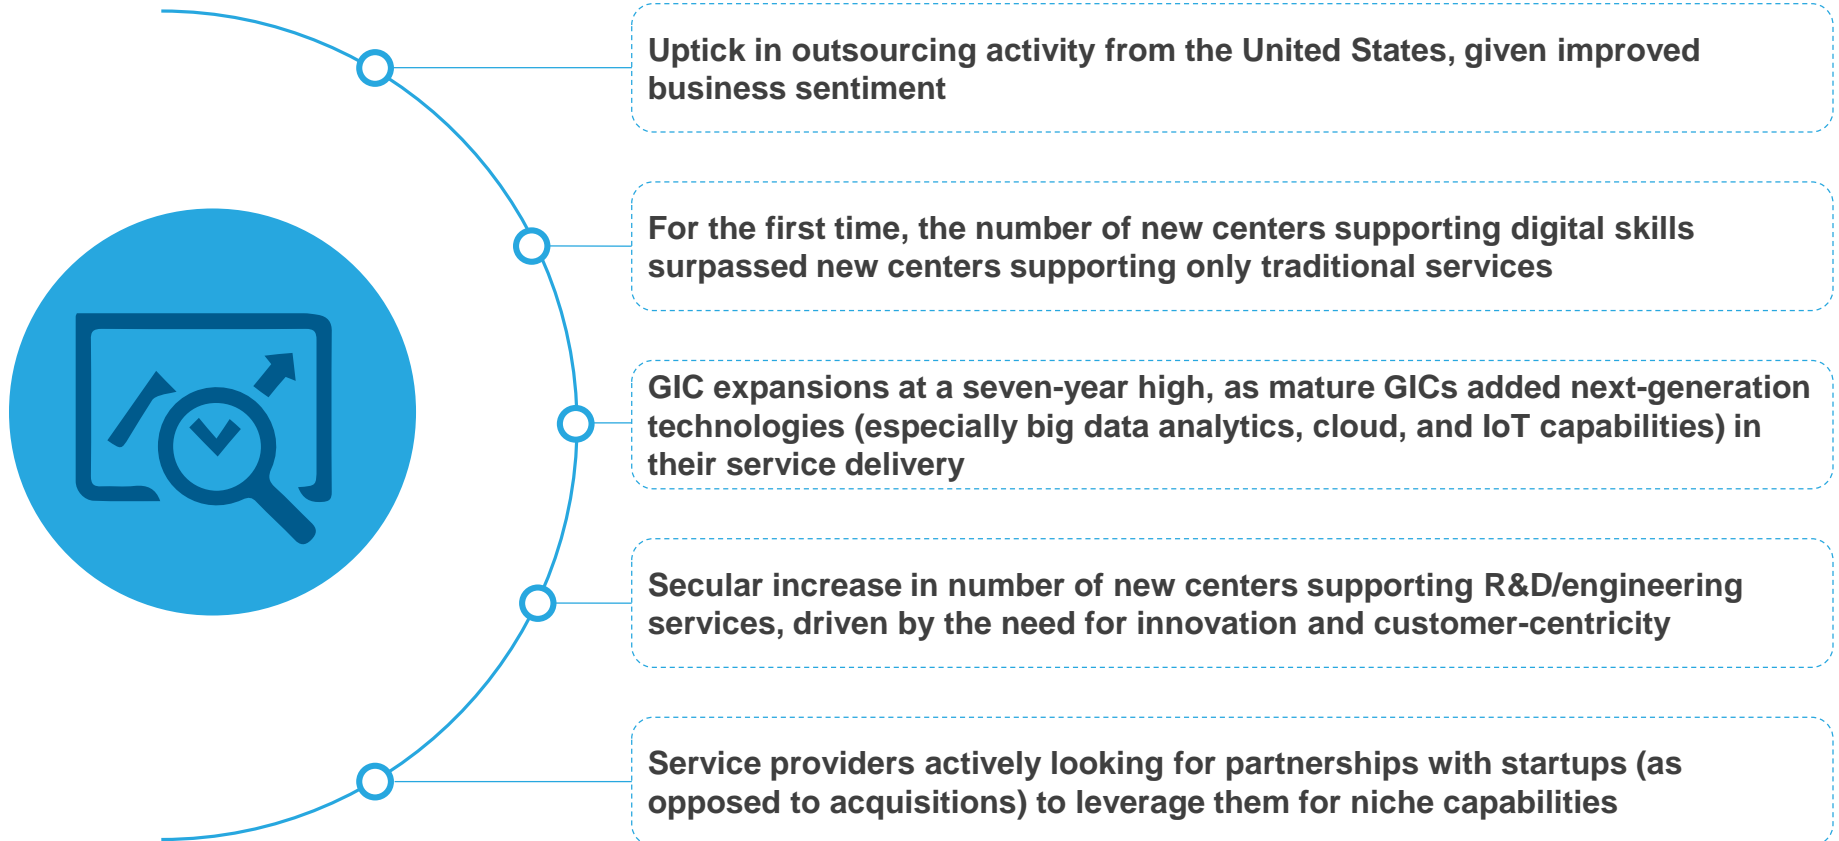 Uptick in outsourcing activity from the United States, given improved
business sentiment
For the first time, the number of new centers supporting digital skills
surpassed new centers supporting only traditional services
GIC expansions at a seven-year high, as mature GICs added next-generation
technologies (especially big data analytics, cloud, and IoT capabilities) in
their service delivery
Secular increase in number of new centers supporting R&D/engineering
services, driven by the need for innovation and customer-centricity
Service providers actively looking for partnerships with startups (as
opposed to acquisitions) to leverage them for niche capabilities